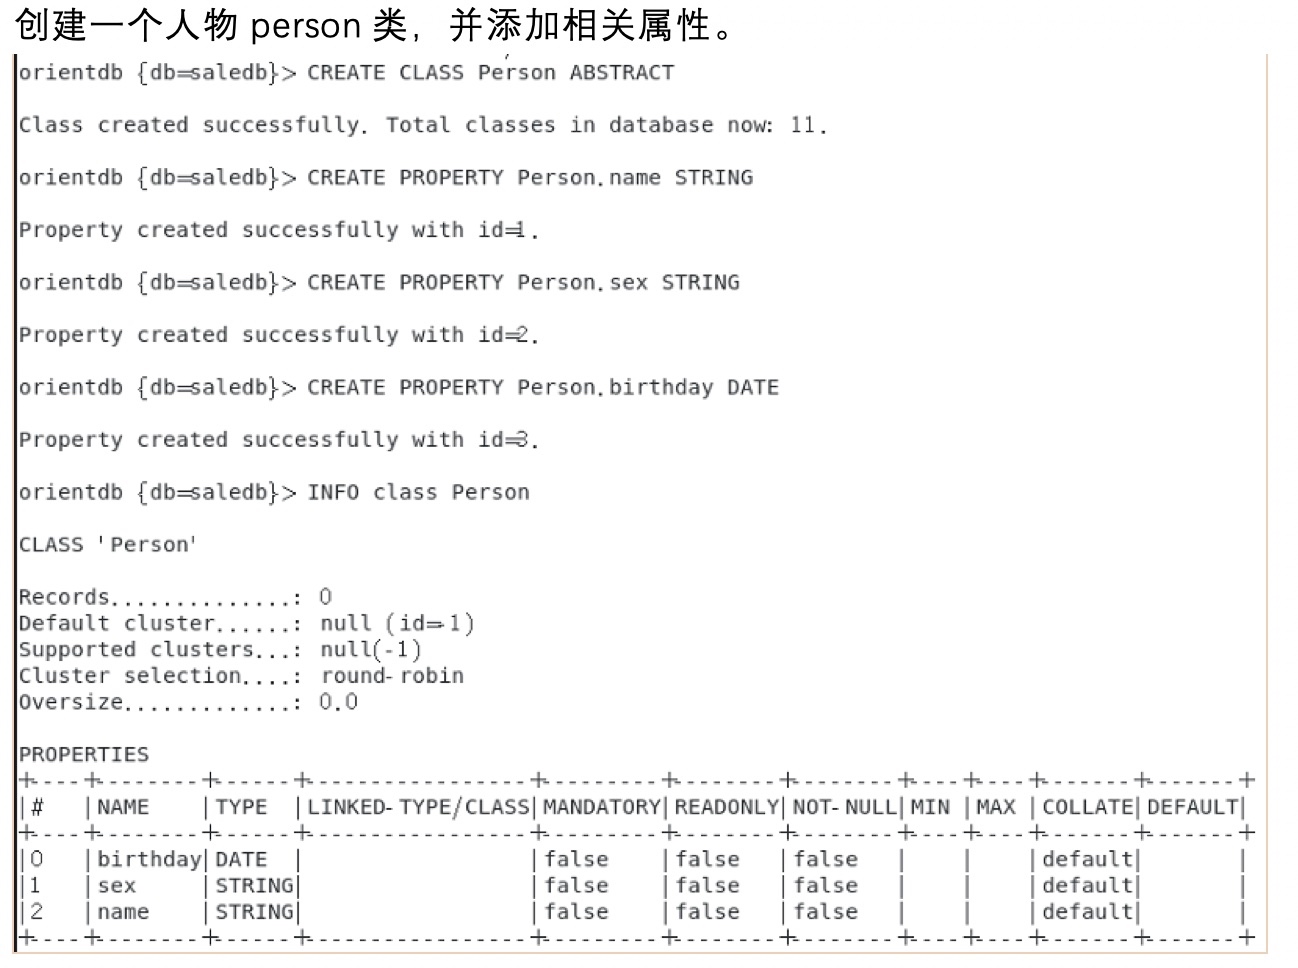 创建一个人物 person 类，并添加相关属性。
orientdb {db=saledb}> CREATE CLASS Person ABSTRACT
Class created successfully. Total classes in database now: 11.
orientdb {db=saledb}> CREATE PROPERTY Person.name STRING
Property created successfully with id=1.
orientdb {db=saledb}> CREATE PROPERTY Person.sex STRING
Property created successfully with id=2.
orientdb {db=saledb}> CREATE PROPERTY Person.birthday DATE
Property created successfully with id=3.
orientdb {db=saledb}> INFO class Person
CLASS 'Person'
Records..............: 0
Default cluster......: null (id=-1)
Supported clusters...: null(-1)
Cluster selection....: round-robin
Oversize.............: 0.0
PROPERTIES
+----+--------+------+------------------+---------+--------+--------+----+----+-------+-------+
|# |NAME |TYPE |LINKED-TYPE/CLASS|MANDATORY|READONLY|NOT-NULL|MIN |MAX |COLLATE|DEFAULT|
+----+--------+------+------------------+---------+--------+--------+----+----+-------+-------+
|0 |birthday|DATE | |false |false |false | | |default| |
|1 |sex |STRING| |false |false |false | | |default| |
|2 |name |STRING| |false |false |false | | |default| |
+----+--------+------+------------------+---------+--------+--------+----+----+-------+-------+